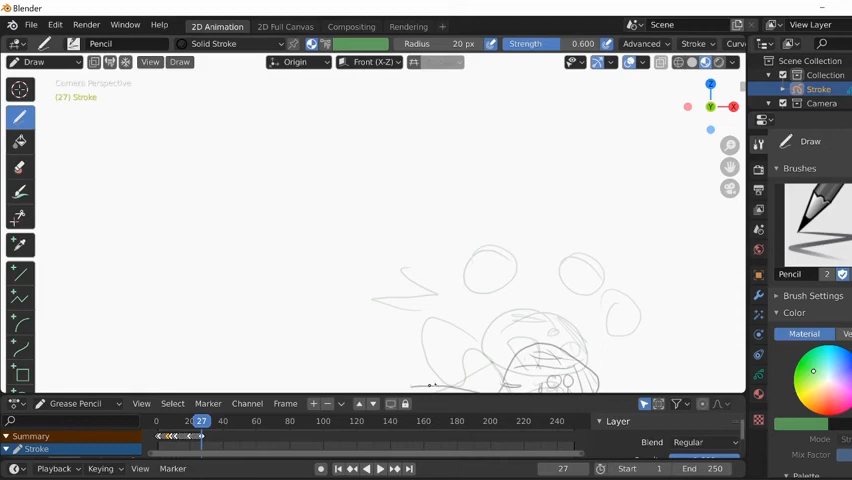 Blender
File Edit Render Window Help 2D Animation 2D Full Canvas Compositing Rendering Scene View Layer
Pencil Solid Stroke Radius 20 px Strength 0.600 Advanced Stroke Curve
Draw View Draw Origin Front (X-Z)
Camera Perspective
(27) Stroke
Z
Y X
Scene Collection
Collection
Stroke
Camera
Draw
Brushes
Pencil 2
Brush Settings
Color
Material
Mode
Mix Factor
Palette
Grease Pencil View Select Marker Channel Frame
0 20 27 40 60 80 100 120 140 160 180 200 220 240
Summary
Stroke
Layer
Blend Regular
Playback Keying View Marker 27 Start 1 End 250